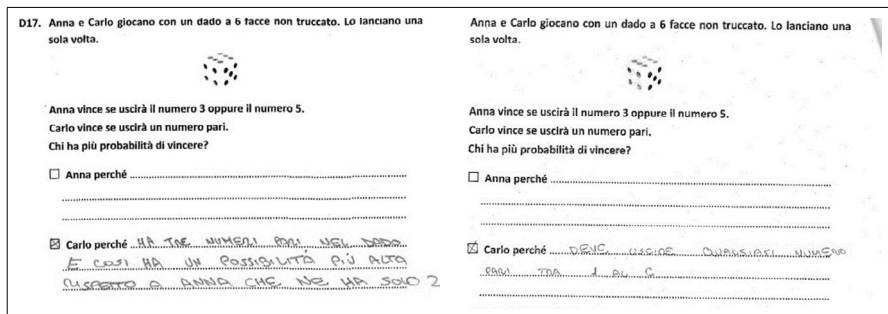 D17. Anna e Carlo giocano con un dado a 6 facce non truccato. Lo lanciano una
sola volta.
Anna vince se uscirà il numero 3 oppure il numero 5.
Carlo vince se uscirà un numero pari.
Chi ha più probabilità di vincere?
Anna perché
Carlo perché HA TRE NUMERI PARI NEL DADO
E COSI HA UN POSSIBILITÀ PIÙ ALTA
RISPETTO A ANNA CHE NE HA SOLO 2
Anna e Carlo giocano con un dado a 6 facce non truccato. Lo lanciano una
sola volta.
Anna vince se uscirà il numero 3 oppure il numero 5.
Carlo vince se uscirà un numero pari.
Chi ha più probabilità di vincere?
Anna perché
Carlo perché DEVE USCIRE QUALSIASI NUMERO
PARI TRA 1 AL 6